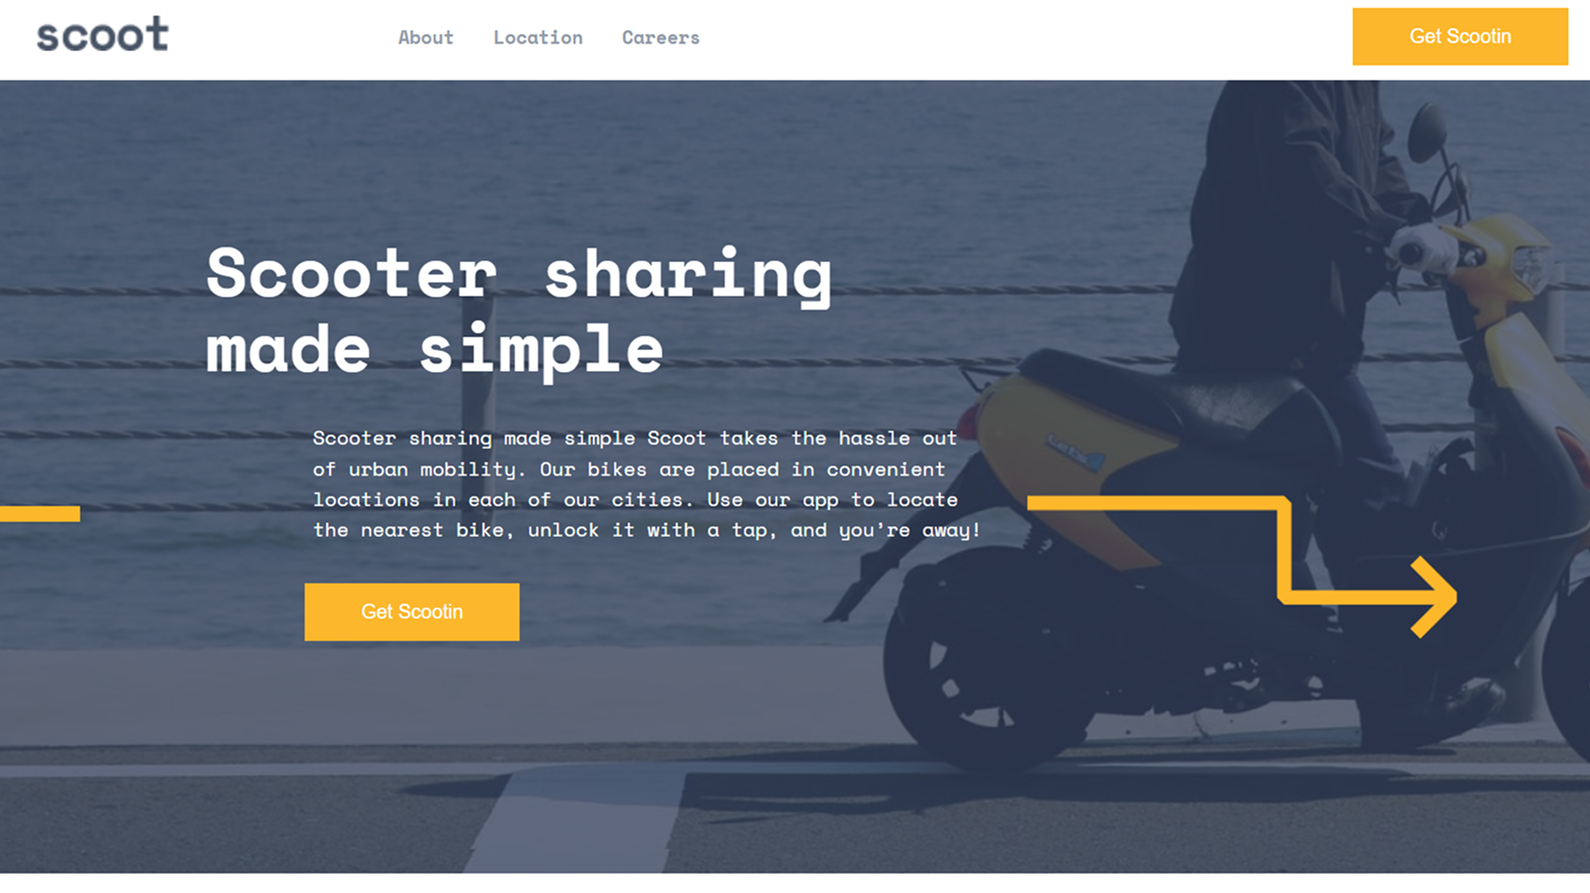 scoot
About Location Careers
Get Scootin
Scooter sharing
made simple
Scooter sharing made simple Scoot takes the hassle out
of urban mobility. Our bikes are placed in convenient
locations in each of our cities. Use our app to locate
the nearest bike, unlock it with a tap, and you’re away!
Get Scootin